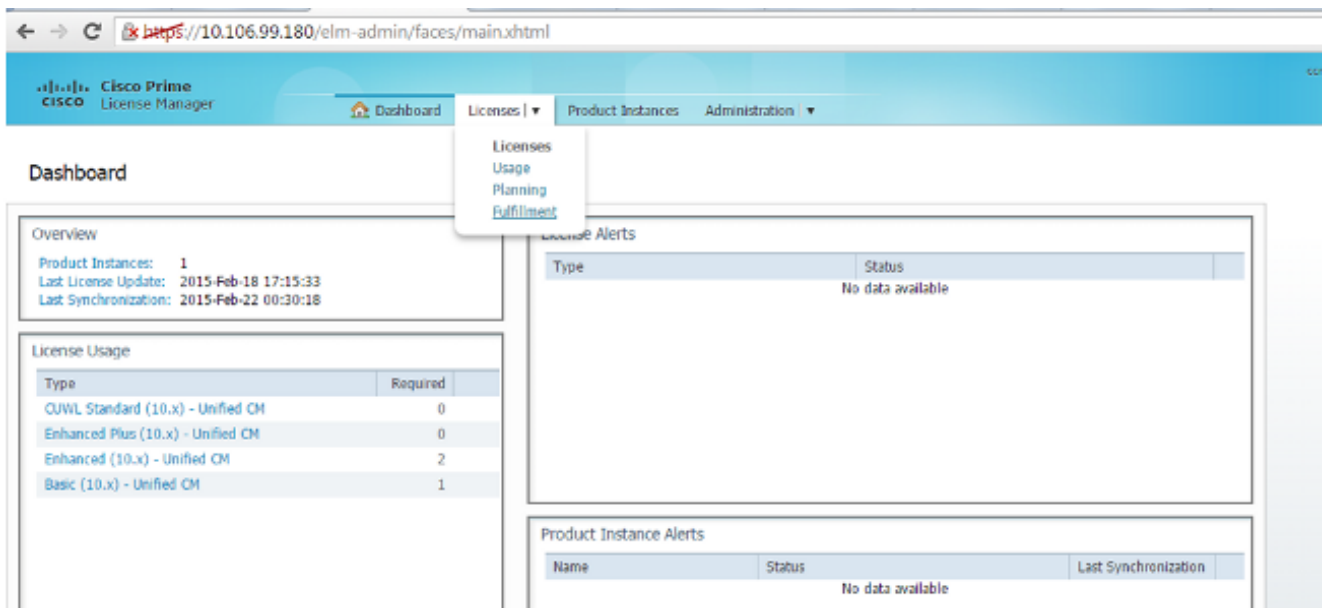 https://10.106.99.180/elm-admin/faces/main.xhtml
Cisco Prime
CISCO License Manager
Dashboard Licenses | ▼ Product Instances Administration | ▼
Licenses
Usage
Planning
Fulfillment
Dashboard
Overview
Product Instances: 1
Last License Update: 2015-Feb-18 17:15:33
Last Synchronization: 2015-Feb-22 00:30:18
License Usage
Type Required
CUWL Standard (10.x) - Unified CM 0
Enhanced Plus (10.x) - Unified CM 0
Enhanced (10.x) - Unified CM 2
Basic (10.x) - Unified CM 1
License Alerts
Type Status
No data available
Product Instance Alerts
Name Status Last Synchronization
No data available